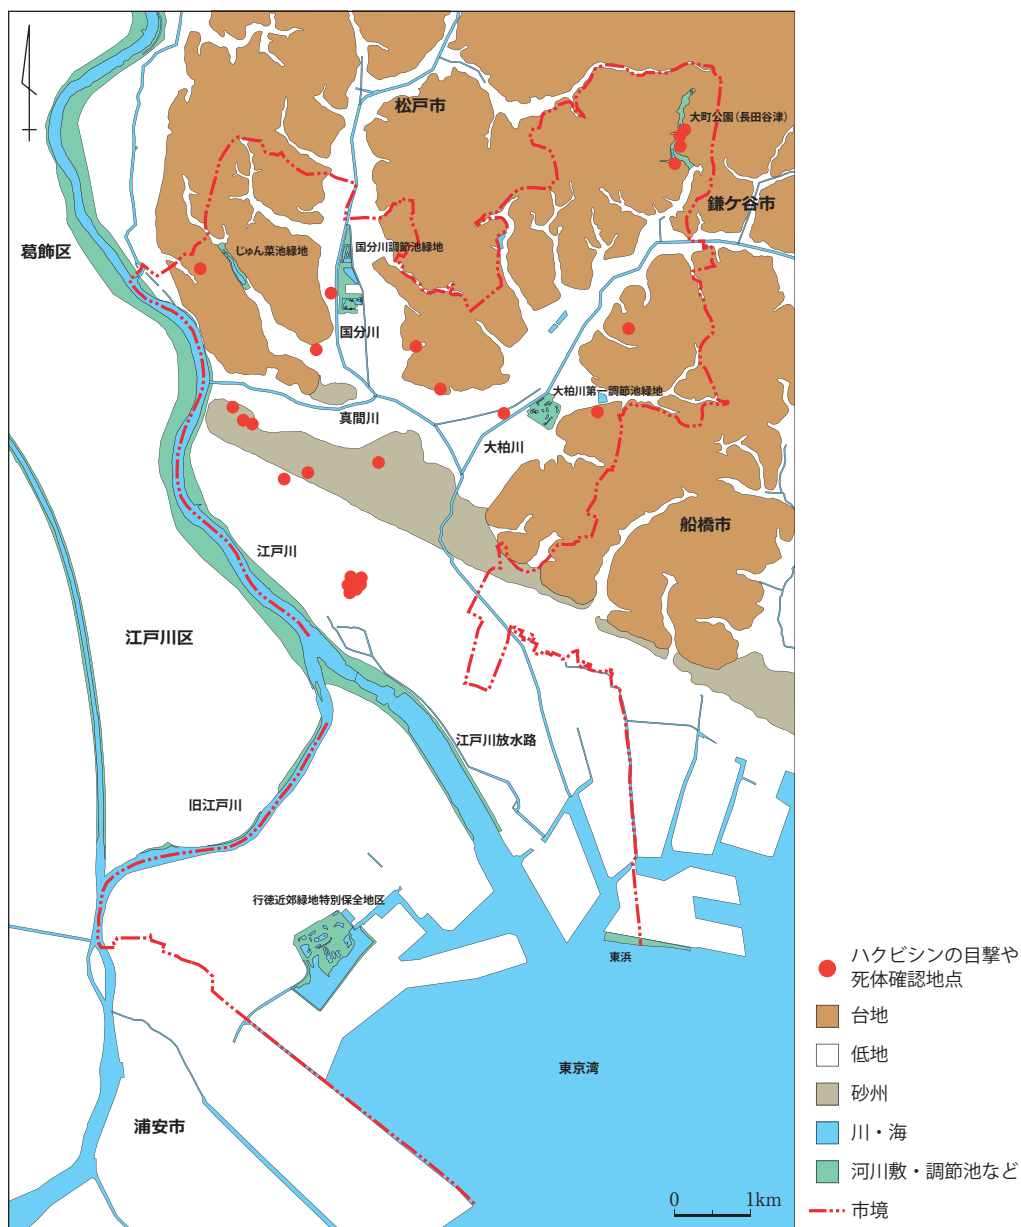 松戸市
大町公園(長田谷津)
鎌ケ谷市
葛飾区
じゅん菜池緑地
国分川調節池緑地
国分川
大柏川第一調節池緑地
真間川
大柏川
船橋市
江戸川
江戸川区
江戸川放水路
旧江戸川
行徳近郊緑地特別保全地区
東浜
東京湾
浦安市
0 1km
ハクビシンの目撃や
死体確認地点
台地
低地
砂州
川・海
河川敷・調節池など
市境